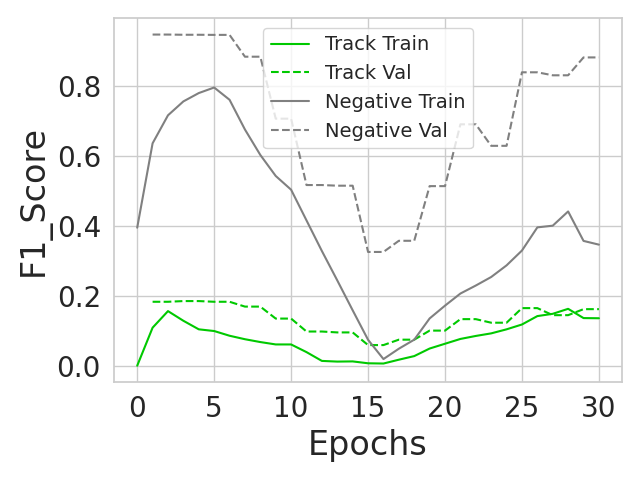 Track Train
Track Val
Negative Train
Negative Val
F1_Score
0.8
0.6
0.4
0.2
0.0
0 5 10 15 20 25 30
Epochs